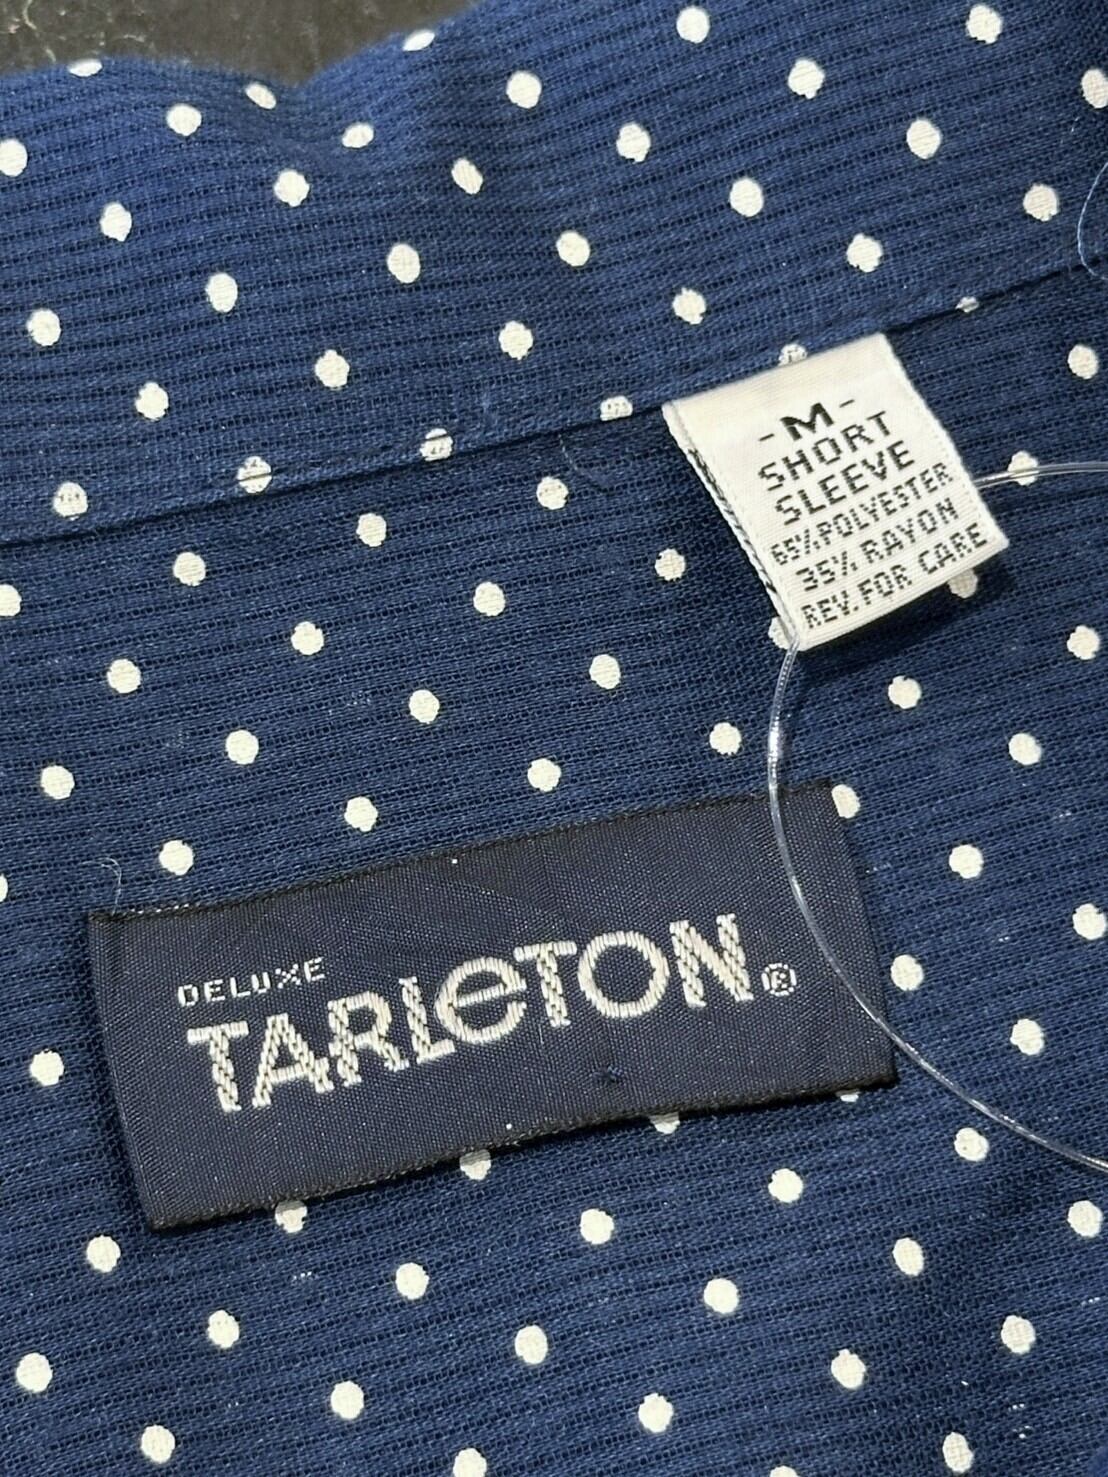 -M-
SHORT
SLEEVE
65% POLYESTER
35% RAYON
REV. FOR CARE
DELUXE
TARLeTON®